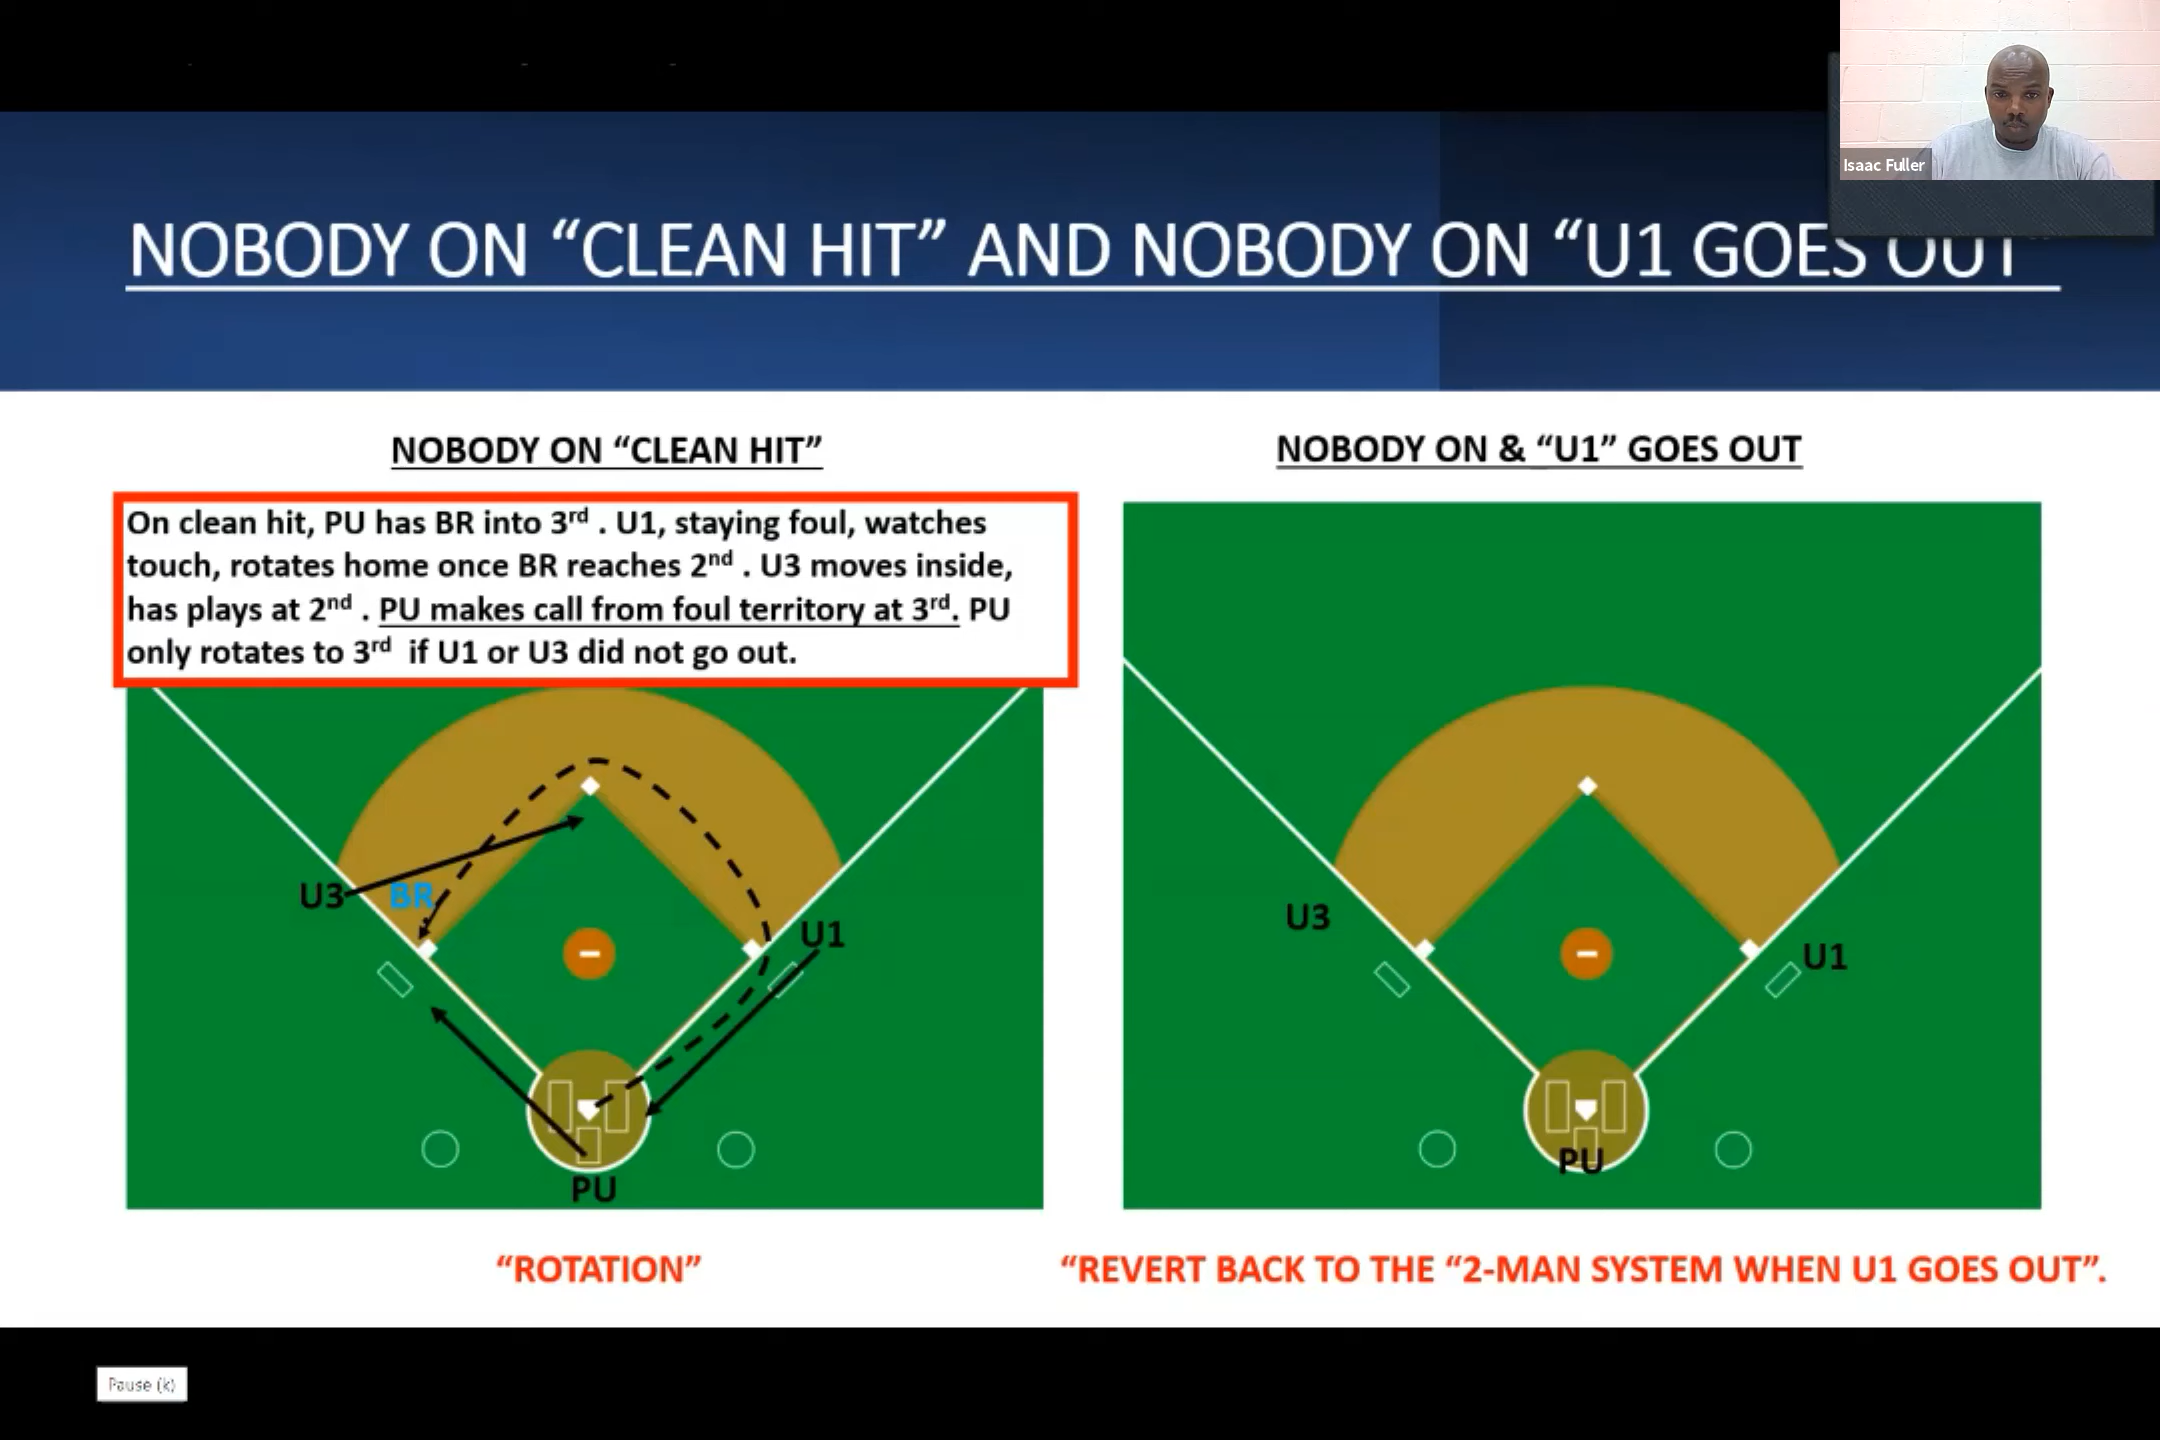 Isaac Fuller
NOBODY ON “CLEAN HIT” AND NOBODY ON “U1 GOES OUT”
NOBODY ON “CLEAN HIT”
On clean hit, PU has BR into 3rd . U1, staying foul, watches
touch, rotates home once BR reaches 2nd . U3 moves inside,
has plays at 2nd . PU makes call from foul territory at 3rd. PU
only rotates to 3rd if U1 or U3 did not go out.
U3
BR
U1
PU
“ROTATION”
NOBODY ON & “U1” GOES OUT
U3
U1
PU
“REVERT BACK TO THE “2-MAN SYSTEM WHEN U1 GOES OUT”.
Pause (k)